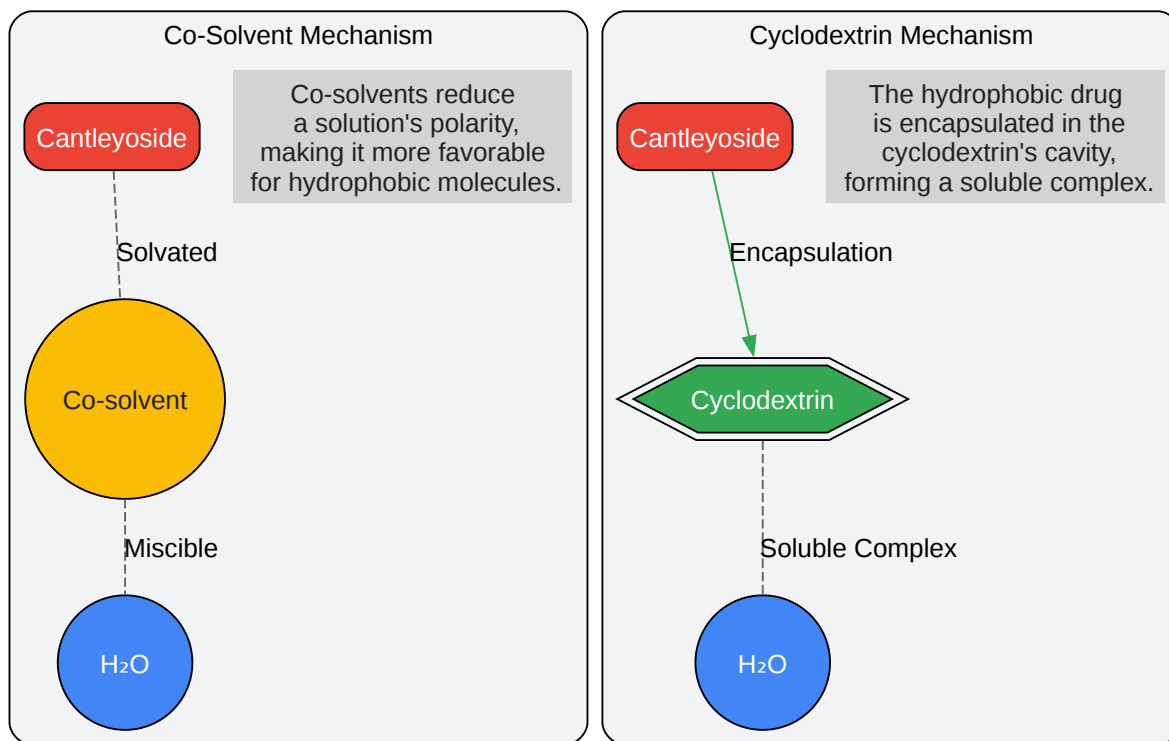 Co-Solvent Mechanism
Cantleyoside
Co-solvents reduce
a solution's polarity,
making it more favorable
for hydrophobic molecules.
Solvated
Co-solvent
Miscible
H₂O
Cyclodextrin Mechanism
Cantleyoside
The hydrophobic drug
is encapsulated in the
cyclodextrin's cavity,
forming a soluble complex.
Encapsulation
Cyclodextrin
Soluble Complex
H₂O